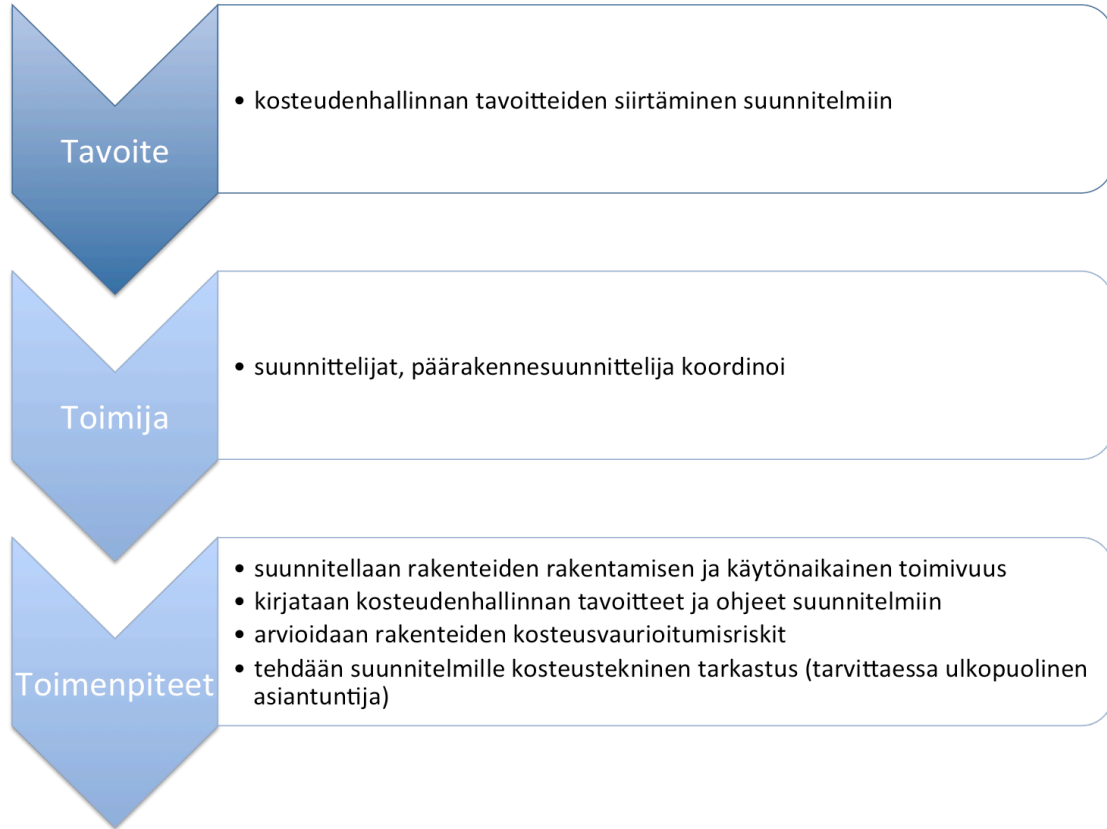 Tavoite
• kosteudenhallinnan tavoitteiden siirtäminen suunnitelmiin
Toimija
• suunnittelijat, päärakennesuunnittelija koordinoi
Toimenpiteet
• suunnitellaan rakenteiden rakentamisen ja käytönaikainen toimivuus
• kirjataan kosteudenhallinnan tavoitteet ja ohjeet suunnitelmiin
• arvioidaan rakenteiden kosteusvaurioitumisriskit
• tehdään suunnitelmille kosteustekninen tarkastus (tarvittaessa ulkopuolinen
asiantuntija)